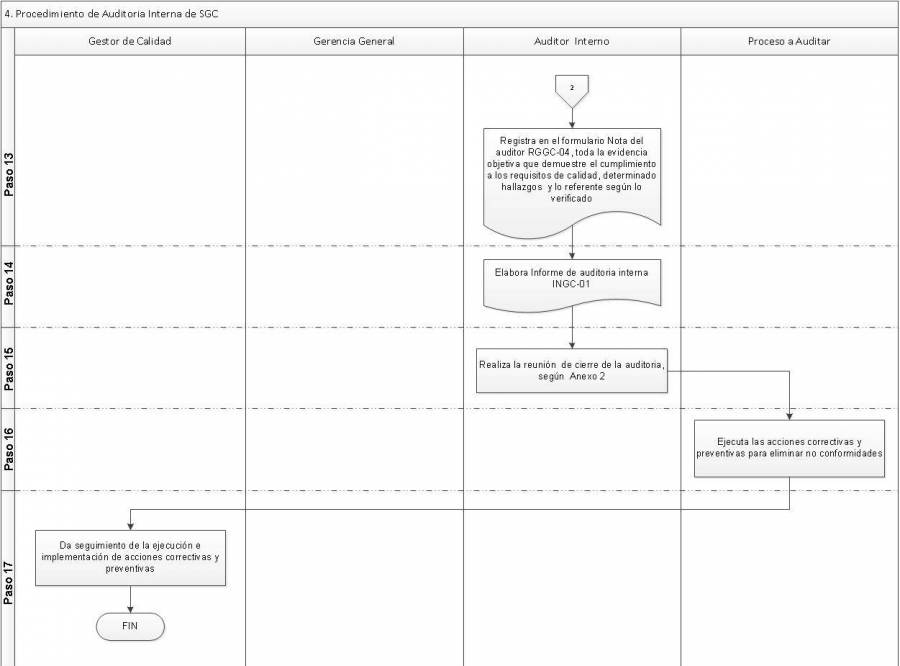 4. Procedimiento de Auditoria Interna de SGC
Gestor de Calidad
Gerencia General
Auditor Interno
Proceso a Auditar
Paso 13
2
Registra en el formulario Nota del
auditor RGGC-04, toda la evidencia
objetiva que demuestre el cumplimiento
a los requisitos de calidad, determinado
hallazgos y lo referente según lo
verificado
Paso 14
Elabora Informe de auditoria interna
INGC-01
Paso 15
Realiza la reunión de cierre de la auditoria,
según Anexo 2
Paso 16
Ejecuta las acciones correctivas y
preventivas para eliminar no conformidades
Paso 17
Da seguimiento de la ejecución e
implementación de acciones correctivas y
preventivas
FIN